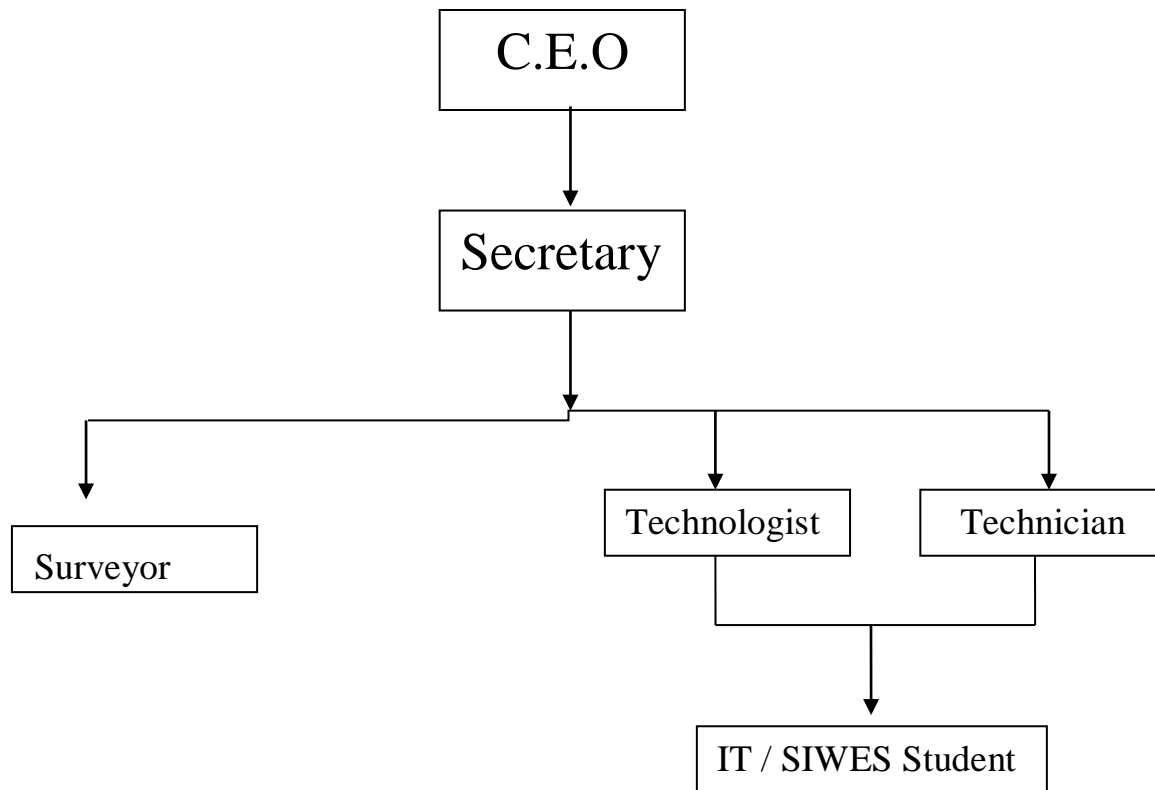 C.E.O
Secretary
Technologist
Technician
Surveyor
IT / SIWES Student